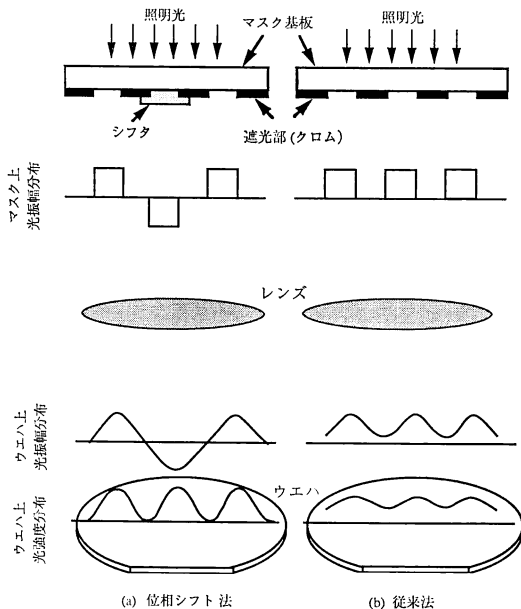 照明光
マスク基板
照明光
シフタ
遮光部(クロム)
マスク上
光振幅分布
レンズ
ウエハ上
光振幅分布
ウエハ
ウエハ上
光強度分布
(a) 位相シフト法
(b) 従来法